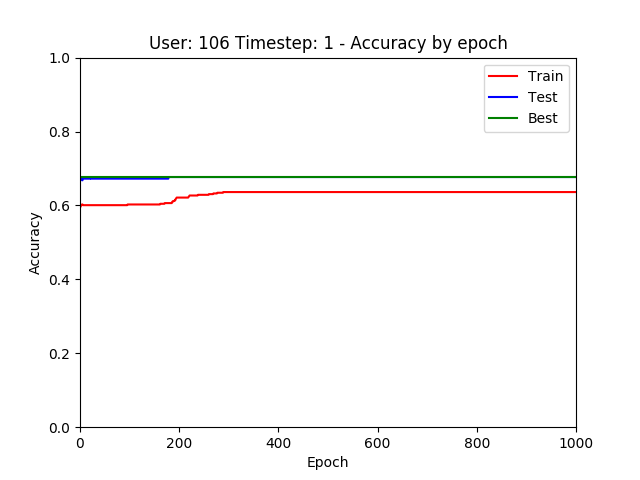 User: 106 Timestep: 1 - Accuracy by epoch
1.0
0.8
0.6
0.4
0.2
0.0
Accuracy
Train
Test
Best
0 200 400 600 800 1000
Epoch